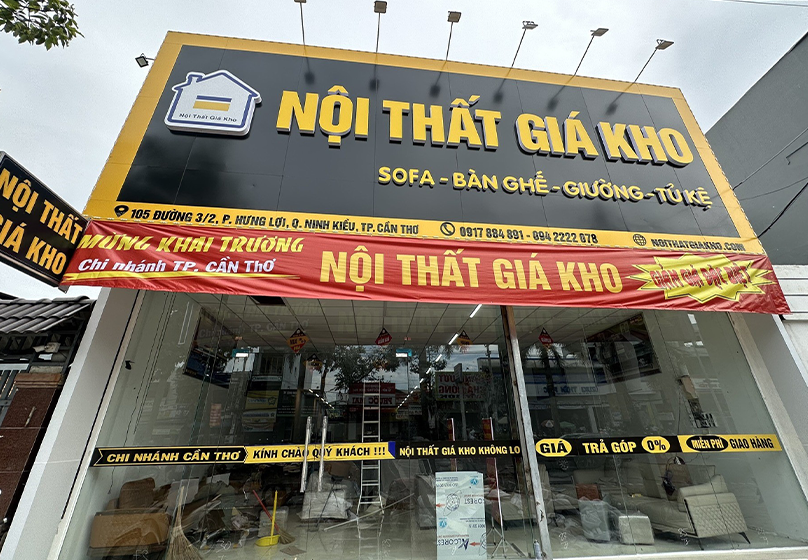 Nội Thất Giá Kho
NỘI THẤT GIÁ KHO
SOFA - BÀN GHẾ - GIƯỜNG - TỦ KỆ
105 ĐƯỜNG 3/2, P. HƯNG LỢI, Q. NINH KIỀU, TP.CẦN THƠ
0917 884 891 - 094 2222 078
NOITHATGIAKHO.COM
NỘI THẤT
GIÁ KHO
MỪNG KHAI TRƯƠNG
Chi nhánh TP. CẦN THƠ
NỘI THẤT GIÁ KHO
CHI NHÁNH CẦN THƠ
KÍNH CHÀO QUÝ KHÁCH !!!
NỘI THẤT GIÁ KHO KHÔNG LO
GIÁ
TRẢ GÓP 0%
MIỄN PHÍ GIAO HÀNG